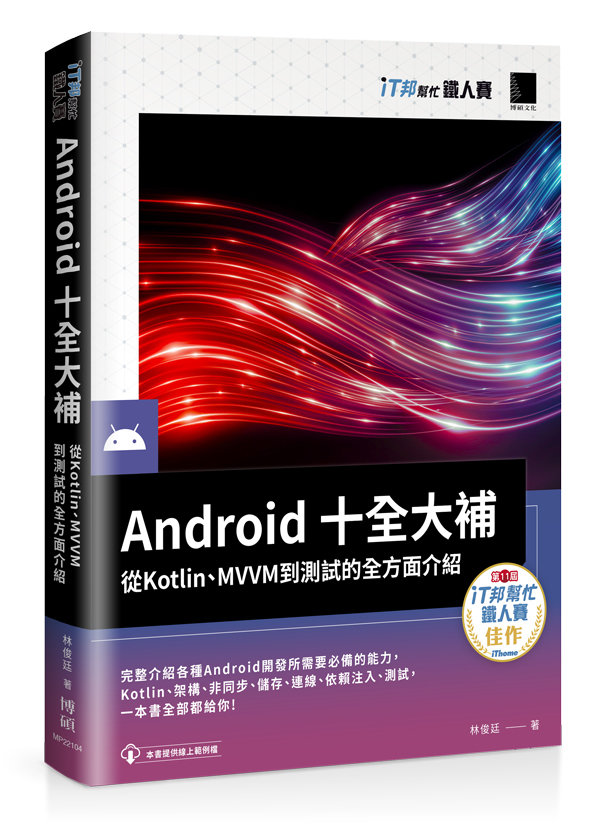 iT邦幫忙
鐵人賽
Android 十全大補
從Kotlin、MVVM
到測試的全方面介紹
林俊廷 著
博碩
MP22104
iT邦幫忙 鐵人賽
博碩文化
Android 十全大補
從Kotlin、MVVM到測試的全方面介紹
第11屆
iT邦幫忙
鐵人賽
佳作
iThome
完整介紹各種Android開發所需要必備的能力，
Kotlin、架構、非同步、儲存、連線、依賴注入、測試，
一本書全部都給你！
林俊廷 —— 著
本書提供線上範例檔